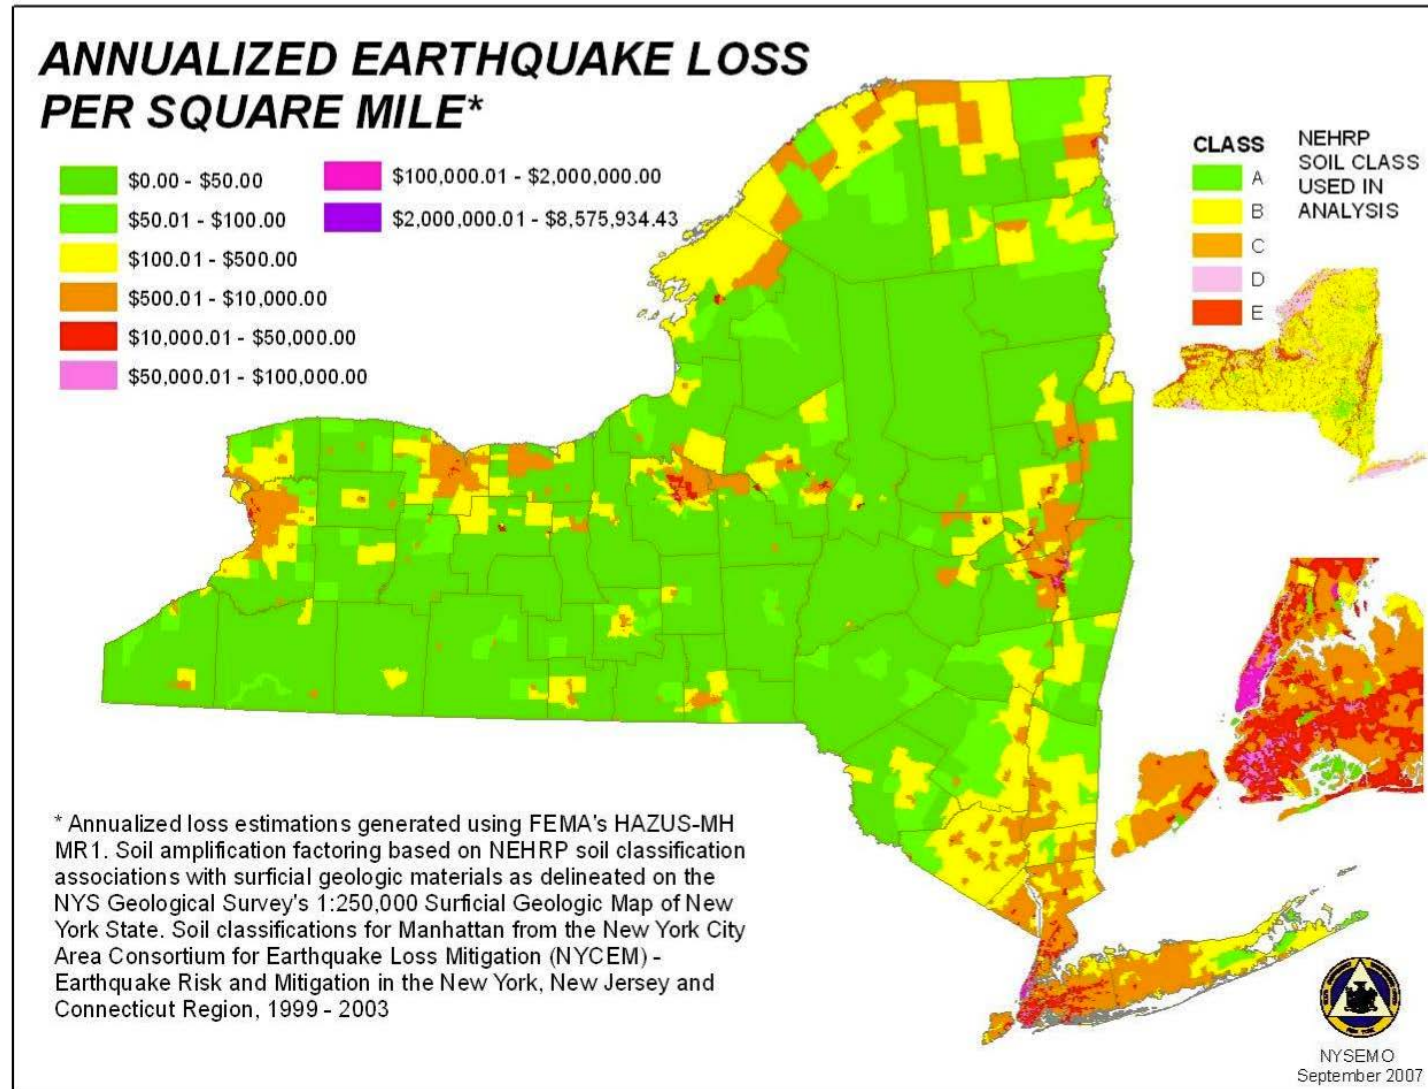 ANNUALIZED EARTHQUAKE LOSS
PER SQUARE MILE*
$0.00 - $50.00
$50.01 - $100.00
$100.01 - $500.00
$500.01 - $10,000.00
$10,000.01 - $50,000.00
$50,000.01 - $100,000.00
$100,000.01 - $2,000,000.00
$2,000,000.01 - $8,575,934.43
CLASS
A
B
C
D
E
NEHRP
SOIL CLASS
USED IN
ANALYSIS
* Annualized loss estimations generated using FEMA's HAZUS-MH
MR1. Soil amplification factoring based on NEHRP soil classification
associations with surficial geologic materials as delineated on the
NYS Geological Survey's 1:250,000 Surficial Geologic Map of New
York State. Soil classifications for Manhattan from the New York City
Area Consortium for Earthquake Loss Mitigation (NYCEM) -
Earthquake Risk and Mitigation in the New York, New Jersey and
Connecticut Region, 1999 - 2003
NYSEMO
September 2007